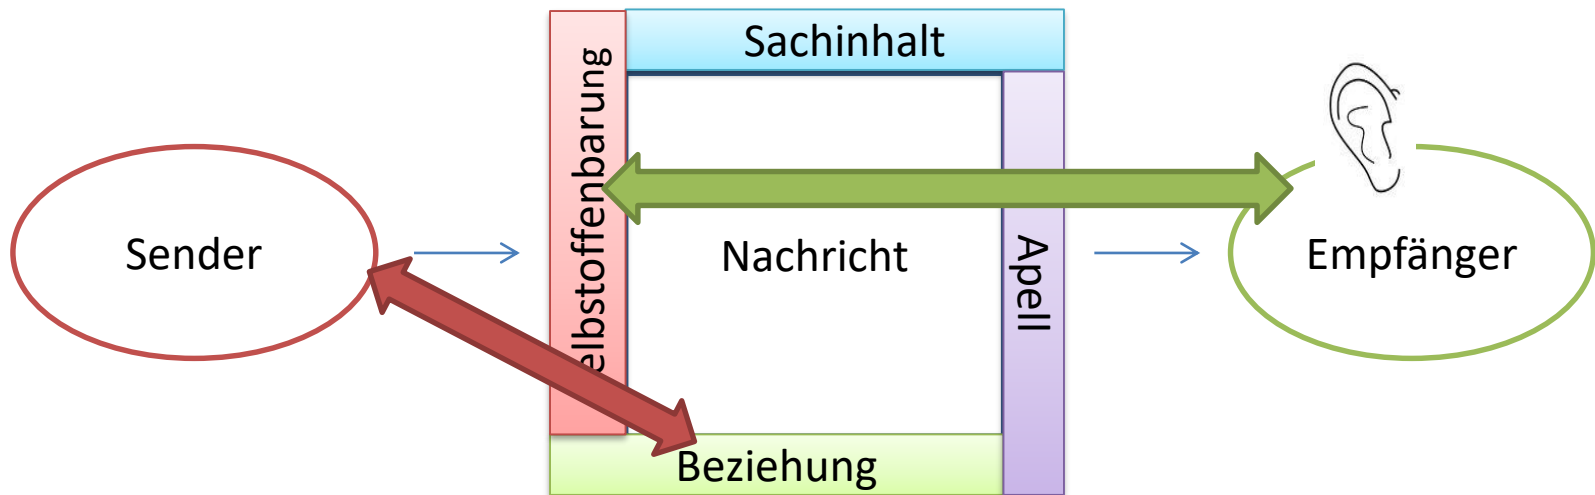 Sachinhalt
elbstoffenbarung
Sender
Nachricht
Apell
Empfänger
Beziehung